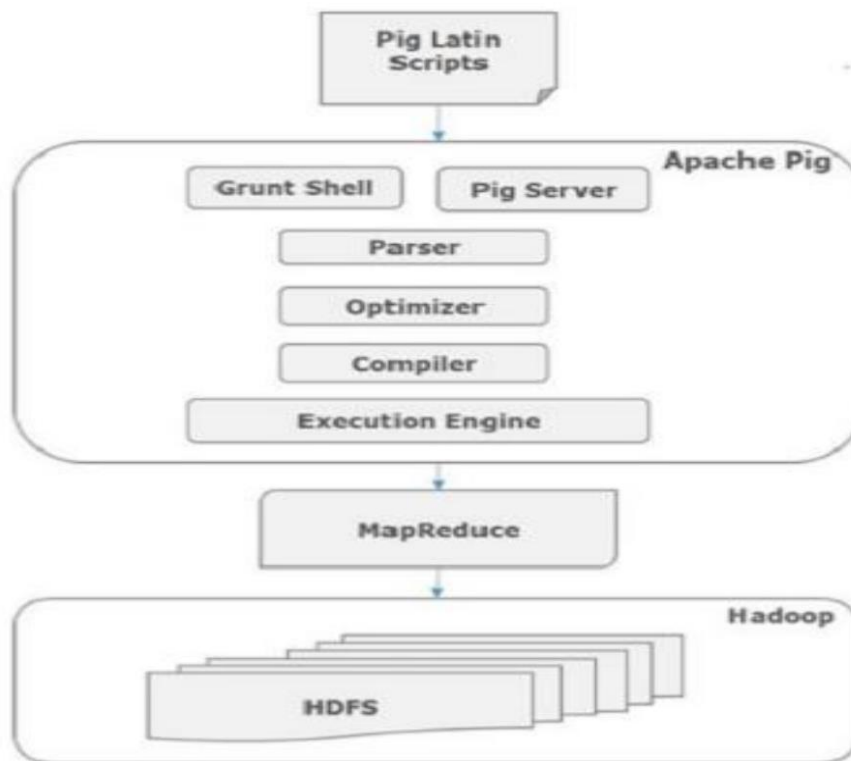 Pig Latin
Scripts
Apache Pig
Grunt Shell
Pig Server
Parser
Optimizer
Compiler
Execution Engine
MapReduce
Hadoop
HDFS